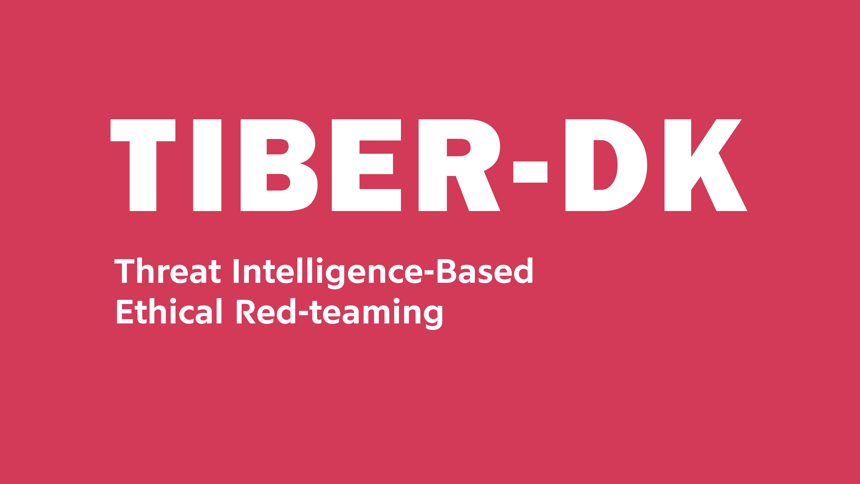 TIBER-DK
Threat Intelligence-Based
Ethical Red-teaming